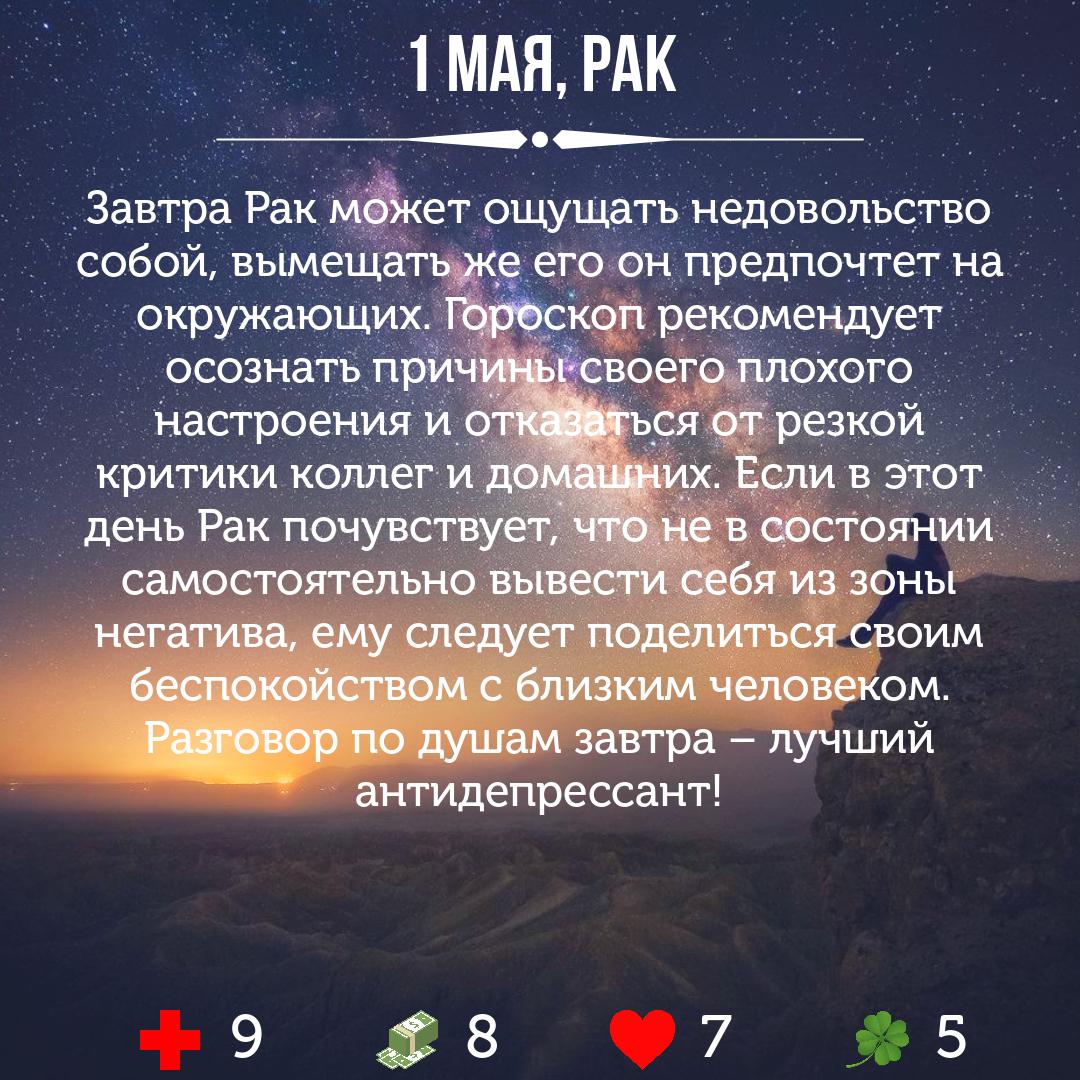 1 МАЯ, РАК
Завтра Рак может ощущать недовольство
собой, вымещать же его он предпочтет на
окружающих. Гороскоп рекомендует
осознать причины своего плохого
настроения и отказаться от резкой
критики коллег и домашних. Если в этот
день Рак почувствует, что не в состоянии
самостоятельно вывести себя из зоны
негатива, ему следует поделиться своим
беспокойством с близким человеком.
Разговор по душам завтра – лучший
антидепрессант!
9 8 7 5